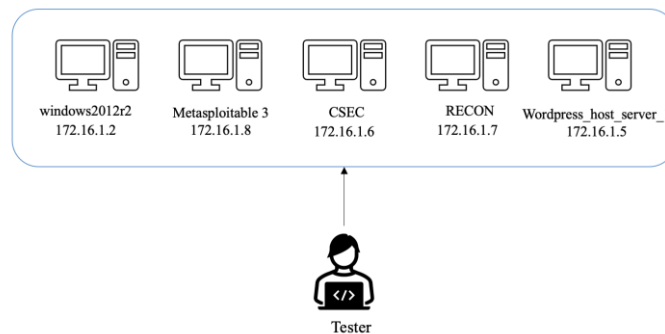 windows2012r2
172.16.1.2
Metasploitable 3
172.16.1.8
CSEC
172.16.1.6
RECON
172.16.1.7
Wordpress_host_server_
172.16.1.5
</>
Tester